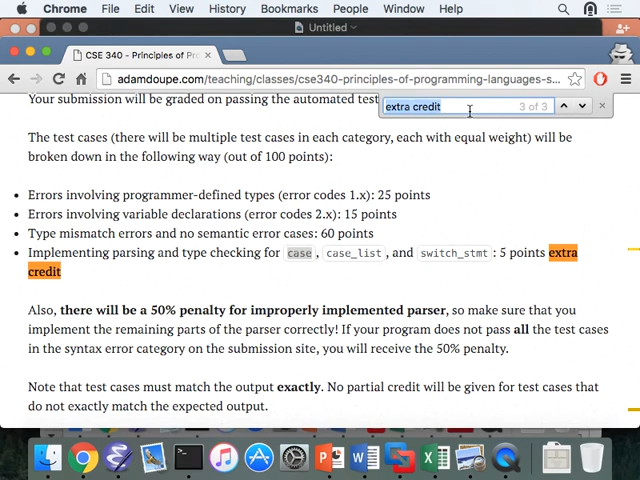 Chrome File Edit View History Bookmarks People Window Help
Untitled
CSE 340 - Principles of Pro
adamdoupe.com/teaching/classes/cse340-principles-of-programming-languages-s...
extra credit 3 of 3
Your submission will be graded on passing the automated test
The test cases (there will be multiple test cases in each category, each with equal weight) will be
broken down in the following way (out of 100 points):
Errors involving programmer-defined types (error codes 1.x): 25 points
Errors involving variable declarations (error codes 2.x): 15 points
Type mismatch errors and no semantic error cases: 60 points
Implementing parsing and type checking for case, case_list, and switch_stmt: 5 points extra
credit
Also, there will be a 50% penalty for improperly implemented parser, so make sure that you
implement the remaining parts of the parser correctly! If your program does not pass all the test cases
in the syntax error category on the submission site, you will receive the 50% penalty.
Note that test cases must match the output exactly. No partial credit will be given for test cases that
do not exactly match the expected output.